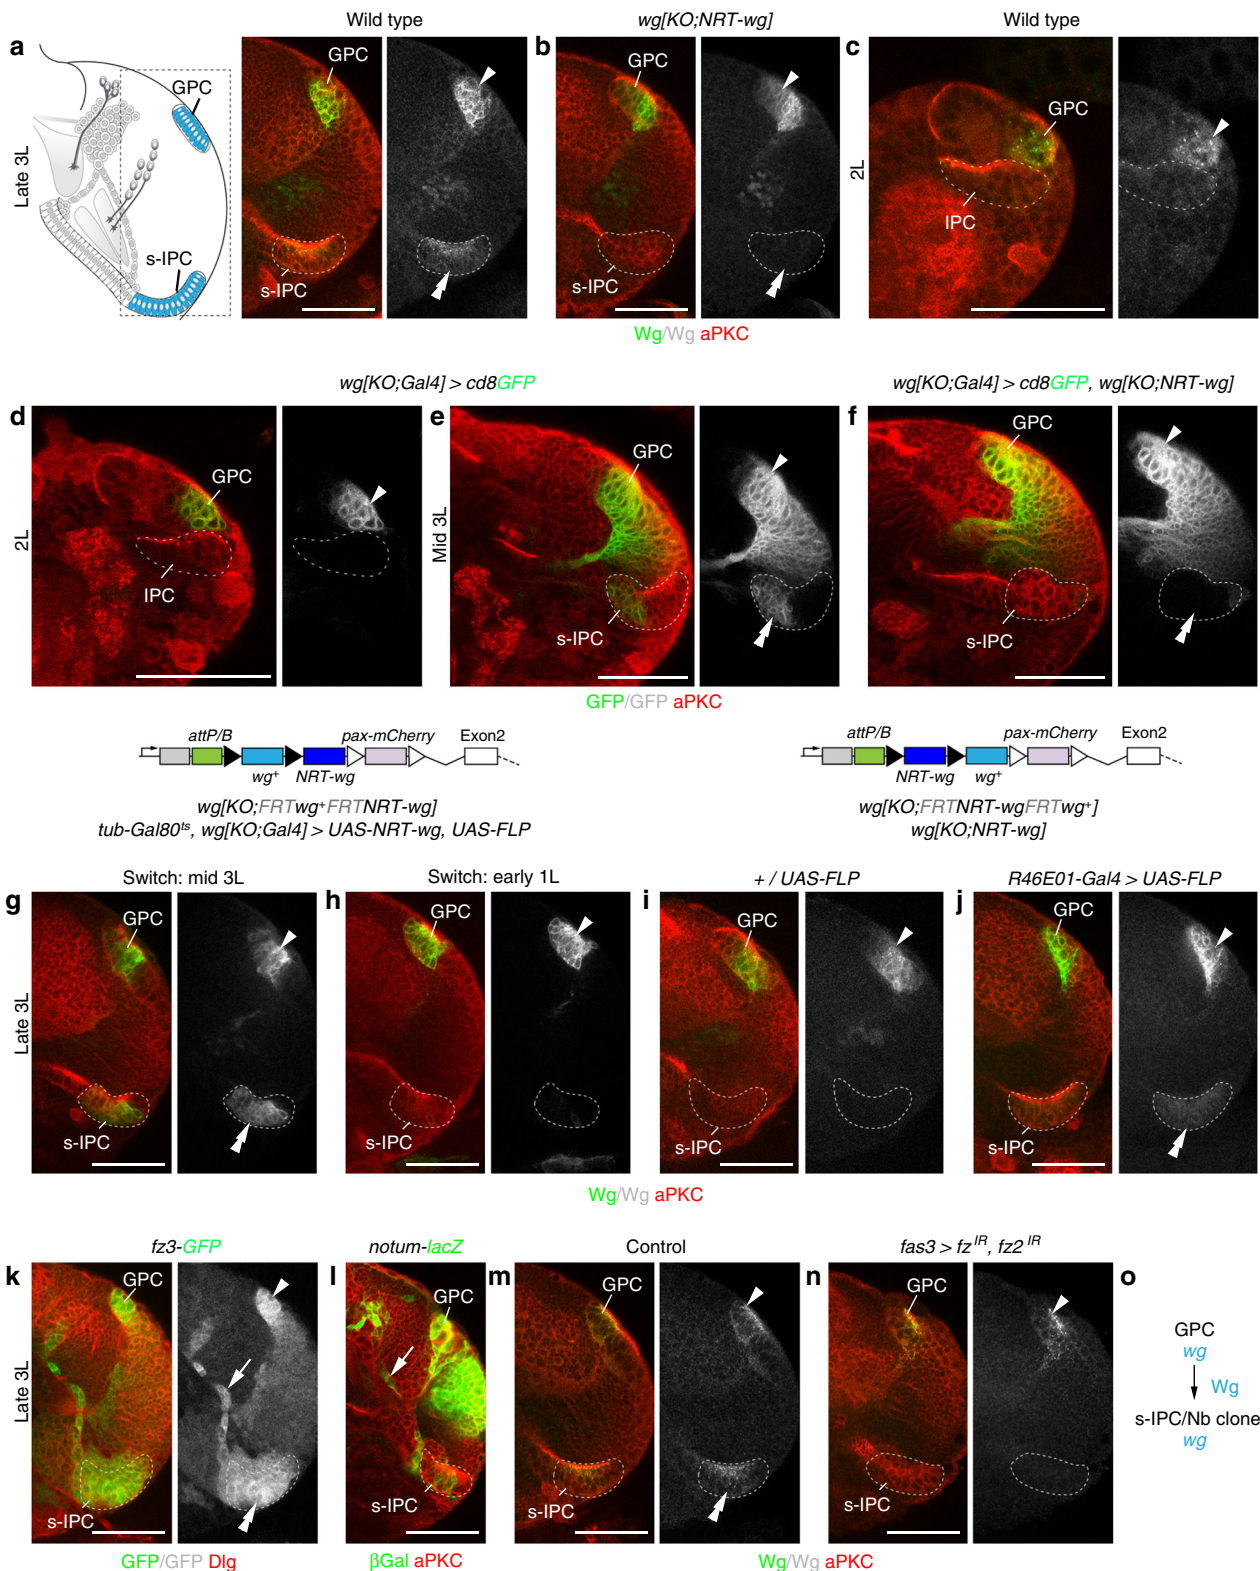 Wild type
wg[KO;NRT-wg]
Wild type
a
b
c
Late 3L
GPC
s-IPC
GPC
s-IPC
GPC
s-IPC
2L
GPC
IPC
Wg/Wg aPKC
wg[KO;Gal4] > cd8GFP
wg[KO;Gal4] > cd8GFP, wg[KO;NRT-wg]
d
e
f
2L
GPC
IPC
Mid 3L
GPC
s-IPC
GPC
s-IPC
GFP/GFP aPKC
attP/B
pax-mCherry
Exon2
wg+
NRT-wg
wg[KO;FRTwg+FRTNRT-wg]
tub-Gal80ts, wg[KO;Gal4] > UAS-NRT-wg, UAS-FLP
attP/B
pax-mCherry
Exon2
NRT-wg
wg+
wg[KO;FRTNRT-wgFRTwg+]
wg[KO;NRT-wg]
Switch: mid 3L
Switch: early 1L
+ / UAS-FLP
R46E01-Gal4 > UAS-FLP
g
h
i
j
Late 3L
GPC
s-IPC
GPC
s-IPC
GPC
s-IPC
GPC
s-IPC
Wg/Wg aPKC
fz3-GFP
notum-lacZ
Control
fas3 > fz IR, fz2 IR
k
l
m
n
o
Late 3L
GPC
s-IPC
GPC
s-IPC
GPC
s-IPC
GPC
s-IPC
GPC
wg
Wg
s-IPC/Nb clone
wg
GFP/GFP Dlg
βGal aPKC
Wg/Wg aPKC